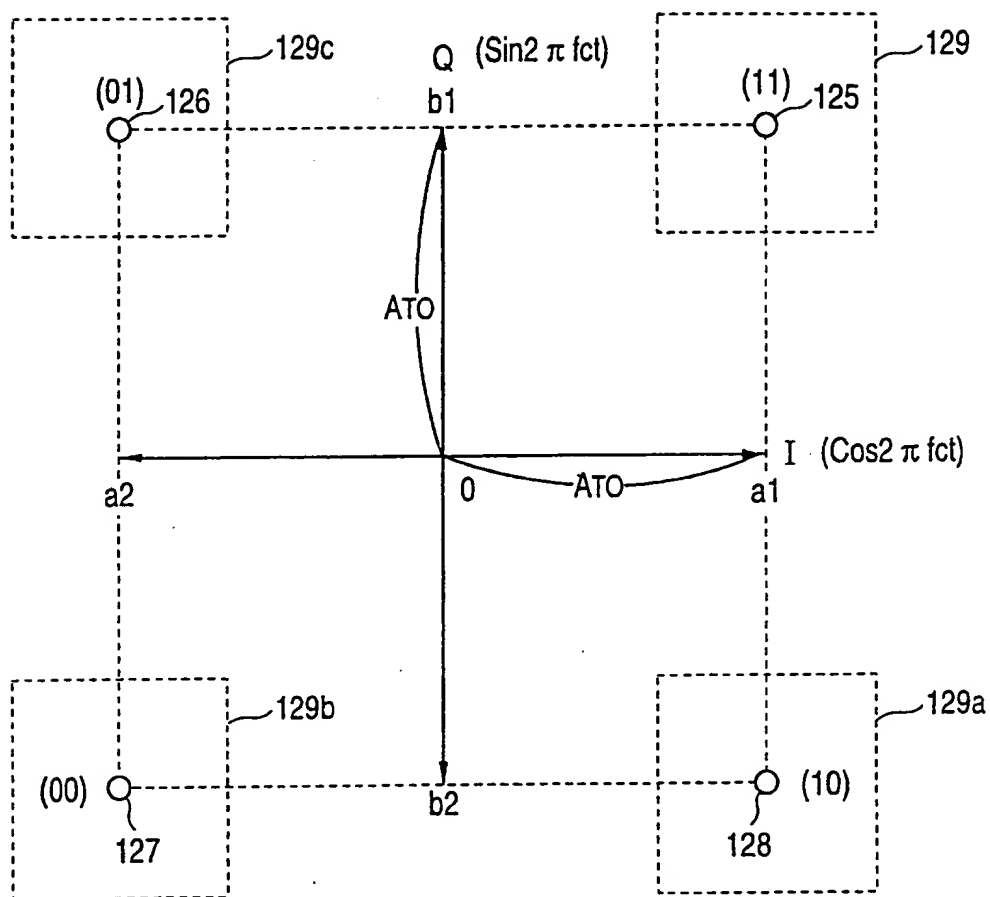 129c
Q (Sin2 π fct)
129
(01)
126
b1
(11)
125
ATO
I (Cos2 π fct)
a2
0
ATO
a1
129b
129a
(00)
b2
(10)
127
128